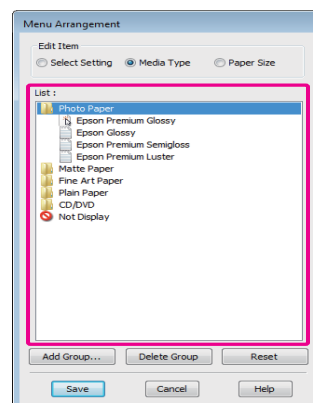 Menu Arrangement
Edit Item
Select Setting Media Type Paper Size
List :
Photo Paper
Epson Premium Glossy
Epson Glossy
Epson Premium Semigloss
Epson Premium Luster
Matte Paper
Fine Art Paper
Plain Paper
CD/DVD
Not Display
Add Group... Delete Group Reset
Save Cancel Help